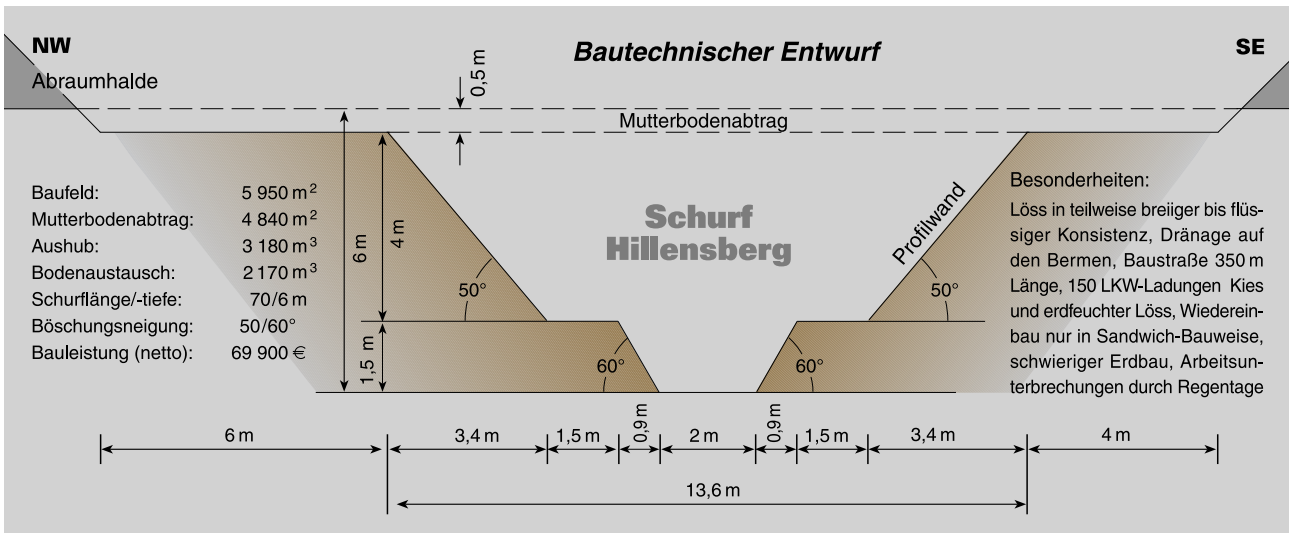 NW
Bautechnischer Entwurf
SE
Abraumhalde
0,5 m
Mutterbodenabtrag
Baufeld: 5 950 m²
Mutterbodenabtrag: 4 840 m²
Aushub: 3 180 m³
Bodenaustausch: 2 170 m³
Schurflänge/-tiefe: 70/6 m
Böschungsneigung: 50/60°
Bauleistung (netto): 69 900 €
6 m
4 m
1,5 m
50°
60°
Schurf
Hillensberg
Profilwand
50°
60°
Besonderheiten:
Löss in teilweise breiiger bis flüs-
siger Konsistenz, Dränage auf
den Bermen, Baustraße 350 m
Länge, 150 LKW-Ladungen Kies
und erdfeuchter Löss, Wiederein-
bau nur in Sandwich-Bauweise,
schwieriger Erdbau, Arbeitsun-
terbrechungen durch Regentage
6 m
3,4 m
1,5 m
0,9 m
2 m
0,9 m
1,5 m
3,4 m
4 m
13,6 m